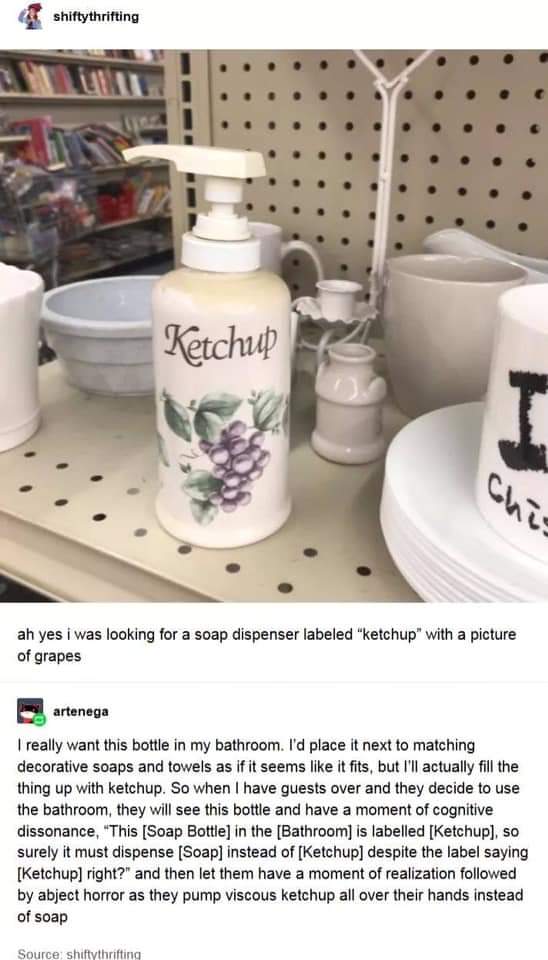 shiftythrifting
Ketchup
I
Chis
ah yes i was looking for a soap dispenser labeled “ketchup” with a picture
of grapes
artenega
I really want this bottle in my bathroom. I’d place it next to matching
decorative soaps and towels as if it seems like it fits, but I’ll actually fill the
thing up with ketchup. So when I have guests over and they decide to use
the bathroom, they will see this bottle and have a moment of cognitive
dissonance, “This [Soap Bottle] in the [Bathroom] is labelled [Ketchup], so
surely it must dispense [Soap] instead of [Ketchup] despite the label saying
[Ketchup] right?” and then let them have a moment of realization followed
by abject horror as they pump viscous ketchup all over their hands instead
of soap
Source: shiftythrifting